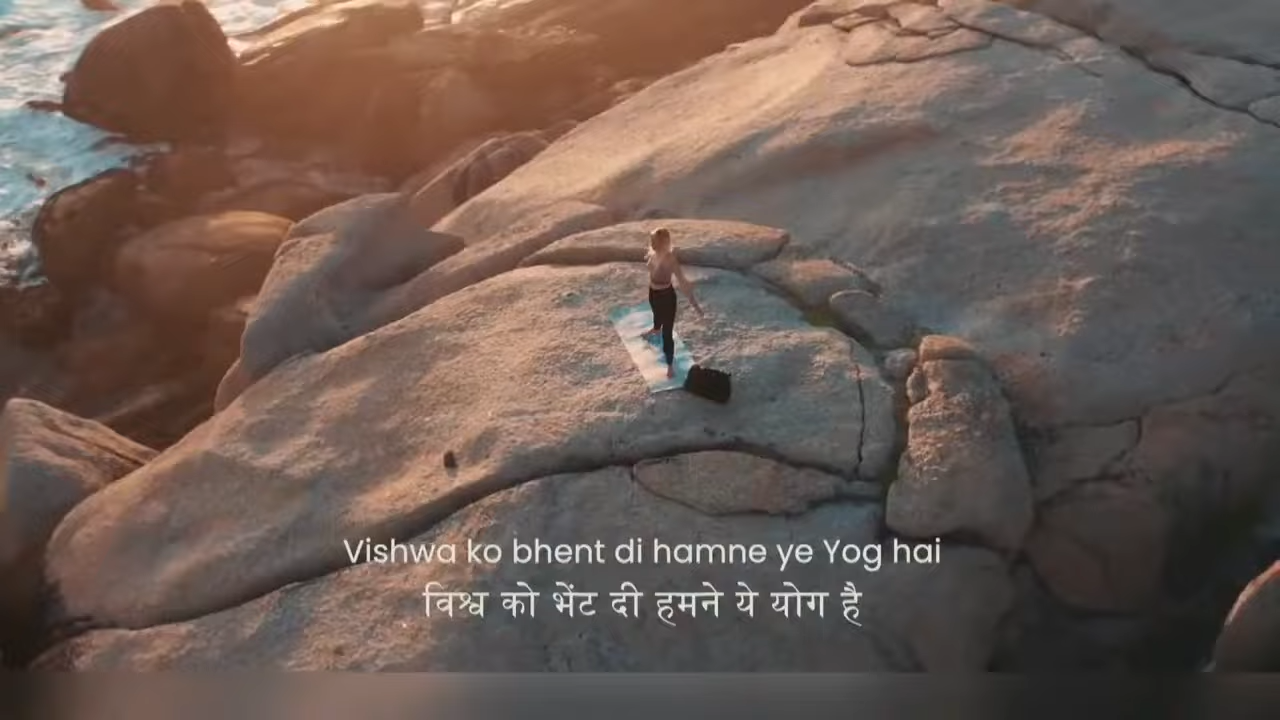 Vishwa ko bhent di hamne ye Yog hai
विश्व को भेंट दी हमने ये योग है